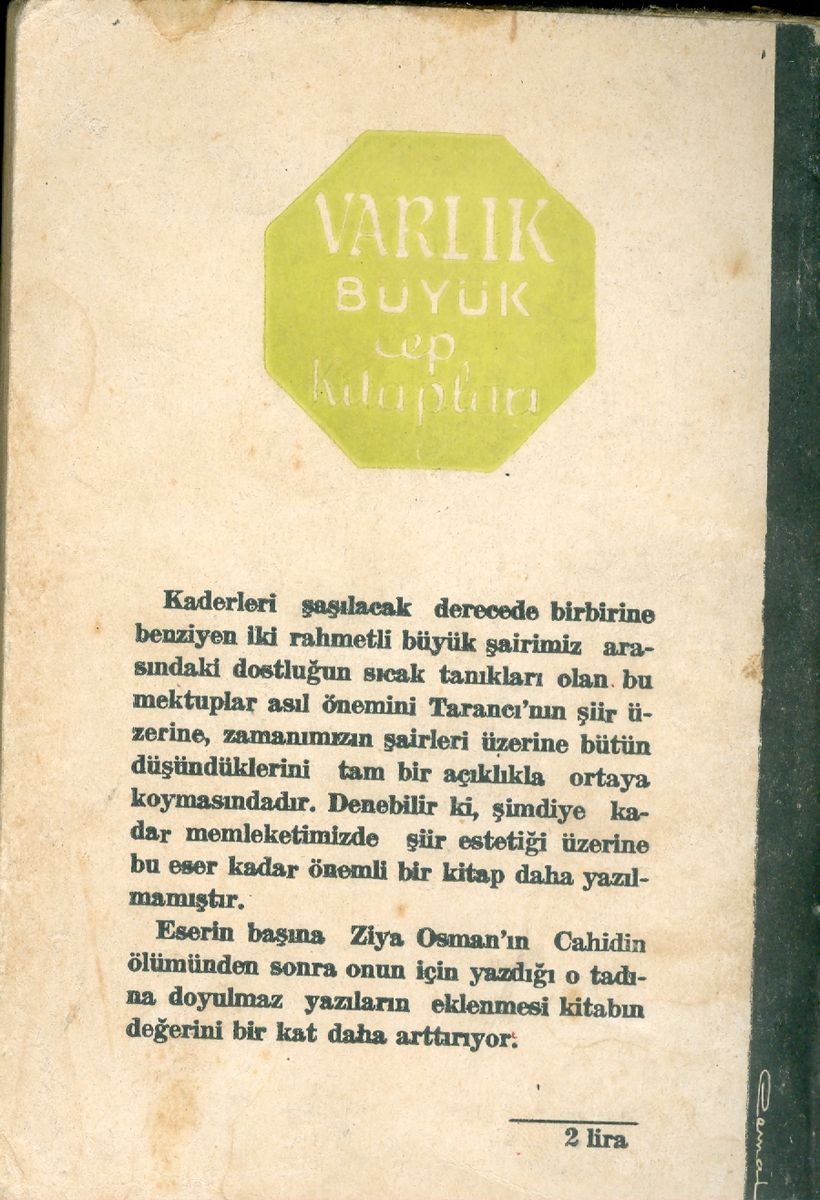 VARLIK
BÜYÜK
cep
kitapları
Kaderleri şaşılacak derecede birbirine
benziyen iki rahmetli büyük şairimiz ara-
sındaki dostluğun sıcak tanıkları olan bu
mektuplar asıl önemini Tarancı'nın şiir ü-
zerine, zamanımızın şairleri üzerine bütün
düşündüklerini tam bir açıklıkla ortaya
koymasındadır. Denebilir ki, şimdiye ka-
dar memleketimizde şiir estetiği üzerine
bu eser kadar önemli bir kitap daha yazıl-
mamıştır.
Eserin başına Ziya Osman'ın Cahidin
ölümünden sonra onun için yazdığı o tadı-
na doyulmaz yazıların eklenmesi kitabın
değerini bir kat daha arttırıyor.
2 lira
Remal